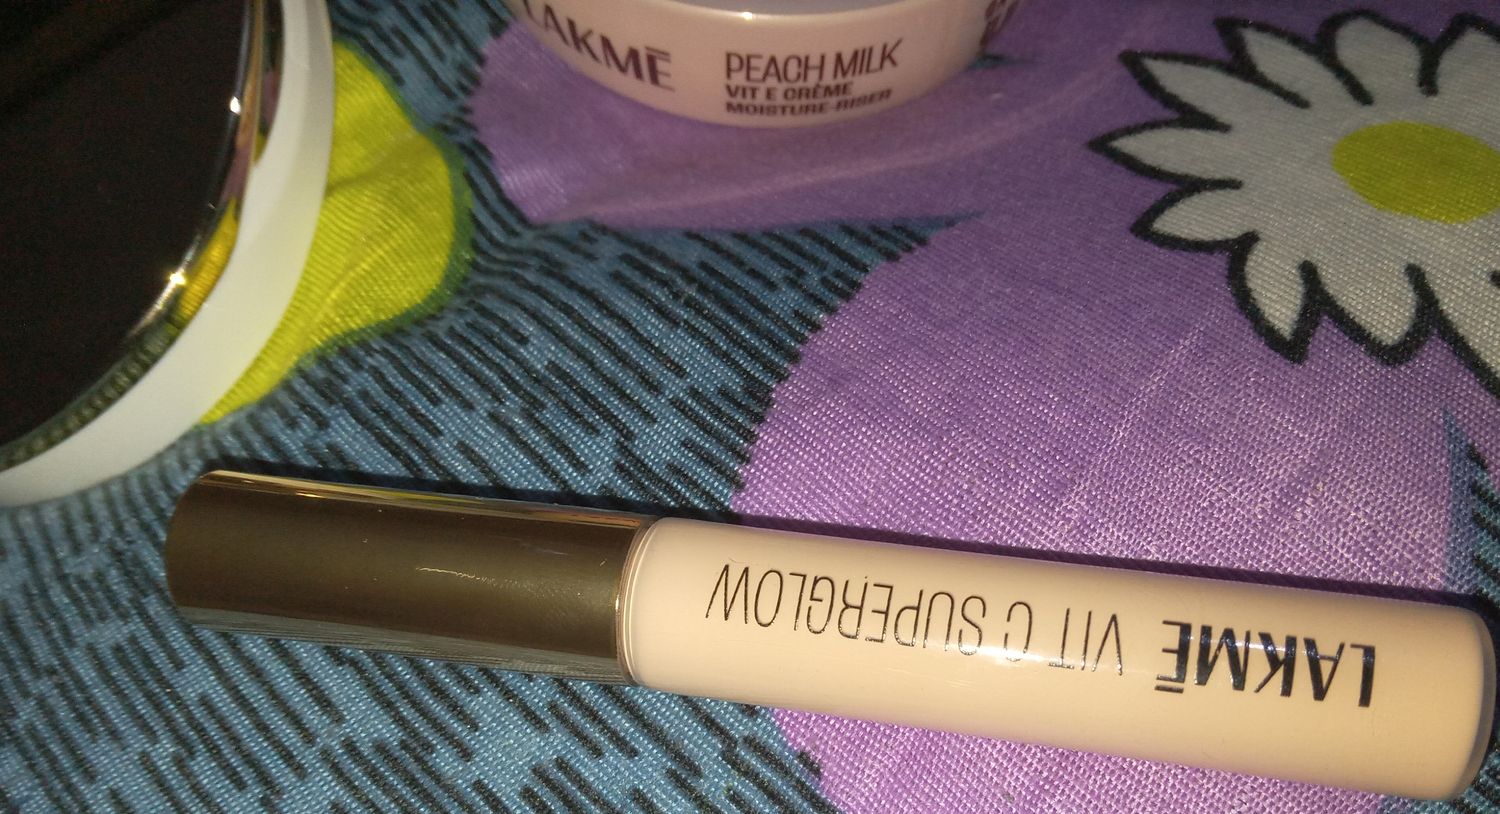 LAKMĒ
PEACH MILK
VIT E CRÈME
MOISTURE-RISER
LAKMĒ VIT C SUPERGLOW